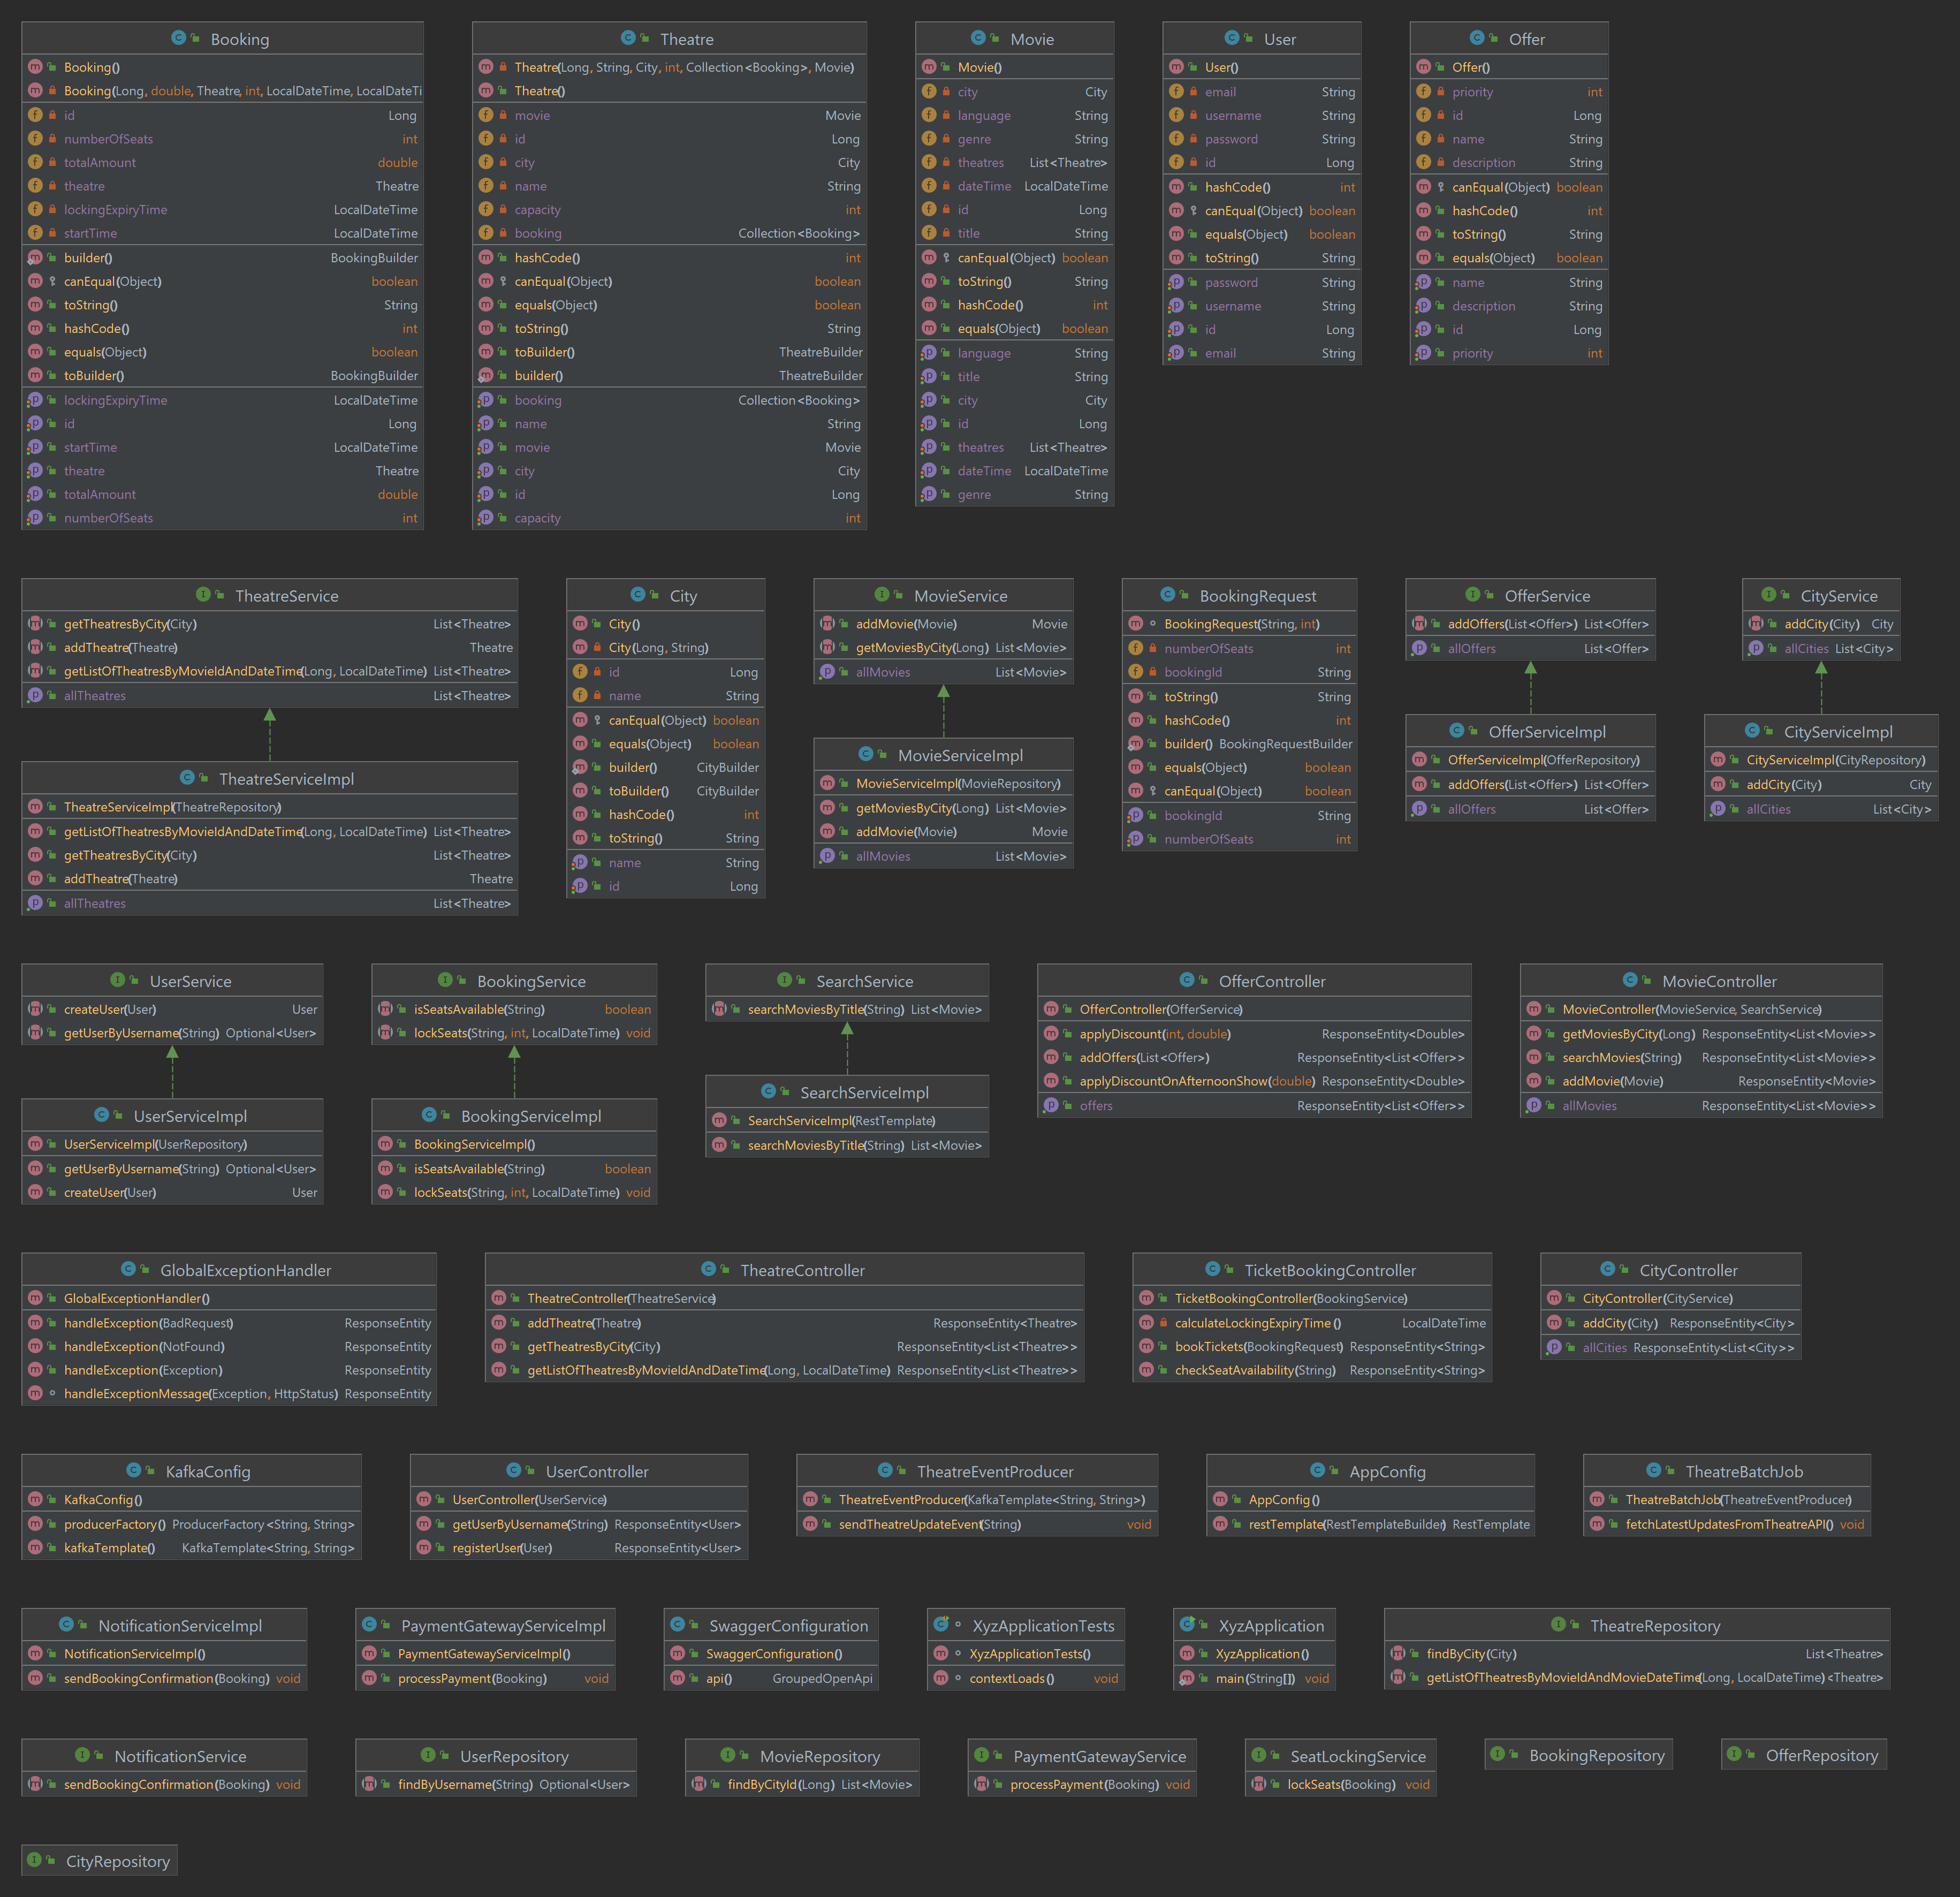 Booking
Booking()
Booking(Long, double, Theatre, int, LocalDateTime, LocalDateTi
id Long
numberOfSeats int
totalAmount double
theatre Theatre
lockingExpiryTime LocalDateTime
startTime LocalDateTime
builder() BookingBuilder
canEqual(Object) boolean
toString() String
hashCode() int
equals(Object) boolean
toBuilder() BookingBuilder
lockingExpiryTime LocalDateTime
id Long
startTime LocalDateTime
theatre Theatre
totalAmount double
numberOfSeats int
Theatre
Theatre(Long, String, City, int, Collection<Booking>, Movie)
Theatre()
movie Movie
id Long
city City
name String
capacity int
booking Collection<Booking>
hashCode() int
canEqual(Object) boolean
equals(Object) boolean
toString() String
toBuilder() TheatreBuilder
builder() TheatreBuilder
booking Collection<Booking>
name String
movie Movie
city City
id Long
capacity int
Movie
Movie()
city City
language String
genre String
theatres List<Theatre>
dateTime LocalDateTime
id Long
title String
canEqual(Object) boolean
toString() String
hashCode() int
equals(Object) boolean
language String
title String
city City
id Long
theatres List<Theatre>
dateTime LocalDateTime
genre String
User
User()
email String
username String
password String
id Long
hashCode() int
canEqual(Object) boolean
equals(Object) boolean
toString() String
password String
username String
id Long
email String
Offer
Offer()
priority int
id Long
name String
description String
canEqual(Object) boolean
hashCode() int
toString() String
equals(Object) boolean
name String
description String
id Long
priority int
TheatreService
getTheatresByCity(City) List<Theatre>
addTheatre(Theatre) Theatre
getListOfTheatresByMovieIdAndDateTime(Long, LocalDateTime) List<Theatre>
allTheatres List<Theatre>
TheatreServiceImpl
TheatreServiceImpl(TheatreRepository)
getListOfTheatresByMovieIdAndDateTime(Long, LocalDateTime) List<Theatre>
getTheatresByCity(City) List<Theatre>
addTheatre(Theatre) Theatre
allTheatres List<Theatre>
City
City()
City(Long, String)
id Long
name String
canEqual(Object) boolean
equals(Object) boolean
builder() CityBuilder
toBuilder() CityBuilder
hashCode() int
toString() String
name String
id Long
MovieService
addMovie(Movie) Movie
getMoviesByCity(Long) List<Movie>
allMovies List<Movie>
MovieServiceImpl
MovieServiceImpl(MovieRepository)
getMoviesByCity(Long) List<Movie>
addMovie(Movie) Movie
allMovies List<Movie>
BookingRequest
BookingRequest(String, int)
numberOfSeats int
bookingId String
toString() String
hashCode() int
builder() BookingRequestBuilder
equals(Object) boolean
canEqual(Object) boolean
bookingId String
numberOfSeats int
OfferService
addOffers(List<Offer>) List<Offer>
allOffers List<Offer>
OfferServiceImpl
OfferServiceImpl(OfferRepository)
addOffers(List<Offer>) List<Offer>
allOffers List<Offer>
CityService
addCity(City) City
allCities List<City>
CityServiceImpl
CityServiceImpl(CityRepository)
addCity(City) City
allCities List<City>
UserService
createUser(User) User
getUserByUsername(String) Optional<User>
UserServiceImpl
UserServiceImpl(UserRepository)
getUserByUsername(String) Optional<User>
createUser(User) User
BookingService
isSeatsAvailable(String) boolean
lockSeats(String, int, LocalDateTime) void
BookingServiceImpl
BookingServiceImpl()
isSeatsAvailable(String) boolean
lockSeats(String, int, LocalDateTime) void
SearchService
searchMoviesByTitle(String) List<Movie>
SearchServiceImpl
SearchServiceImpl(RestTemplate)
searchMoviesByTitle(String) List<Movie>
OfferController
OfferController(OfferService)
applyDiscount(int, double) ResponseEntity<Double>
addOffers(List<Offer>) ResponseEntity<List<Offer>>
applyDiscountOnAfternoonShow(double) ResponseEntity<Double>
offers ResponseEntity<List<Offer>>
MovieController
MovieController(MovieService, SearchService)
getMoviesByCity(Long) ResponseEntity<List<Movie>>
searchMovies(String) ResponseEntity<List<Movie>>
addMovie(Movie) ResponseEntity<Movie>
allMovies ResponseEntity<List<Movie>>
GlobalExceptionHandler
GlobalExceptionHandler()
handleException(BadRequest) ResponseEntity
handleException(NotFound) ResponseEntity
handleException(Exception) ResponseEntity
handleExceptionMessage(Exception, HttpStatus) ResponseEntity
TheatreController
TheatreController(TheatreService)
addTheatre(Theatre) ResponseEntity<Theatre>
getTheatresByCity(City) ResponseEntity<List<Theatre>>
getListOfTheatresByMovieIdAndDateTime(Long, LocalDateTime) ResponseEntity<List<Theatre>>
TicketBookingController
TicketBookingController(BookingService)
calculateLockingExpiryTime() LocalDateTime
bookTickets(BookingRequest) ResponseEntity<String>
checkSeatAvailability(String) ResponseEntity<String>
CityController
CityController(CityService)
addCity(City) ResponseEntity<City>
allCities ResponseEntity<List<City>>
KafkaConfig
KafkaConfig()
producerFactory() ProducerFactory<String, String>
kafkaTemplate() KafkaTemplate<String, String>
UserController
UserController(UserService)
getUserByUsername(String) ResponseEntity<User>
registerUser(User) ResponseEntity<User>
TheatreEventProducer
TheatreEventProducer(KafkaTemplate<String, String>)
sendTheatreUpdateEvent(String) void
AppConfig
AppConfig()
restTemplate(RestTemplateBuilder) RestTemplate
TheatreBatchJob
TheatreBatchJob(TheatreEventProducer)
fetchLatestUpdatesFromTheatreAPI() void
NotificationServiceImpl
NotificationServiceImpl()
sendBookingConfirmation(Booking) void
PaymentGatewayServiceImpl
PaymentGatewayServiceImpl()
processPayment(Booking) void
SwaggerConfiguration
SwaggerConfiguration()
api() GroupedOpenApi
XyzApplicationTests
XyzApplicationTests()
contextLoads() void
XyzApplication
XyzApplication()
main(String[]) void
TheatreRepository
findByCity(City) List<Theatre>
getListOfTheatresByMovieIdAndMovieDateTime(Long, LocalDateTime) <Theatre>
NotificationService
sendBookingConfirmation(Booking) void
UserRepository
findByUsername(String) Optional<User>
MovieRepository
findByCityId(Long) List<Movie>
PaymentGatewayService
processPayment(Booking) void
SeatLockingService
lockSeats(Booking) void
BookingRepository
OfferRepository
CityRepository